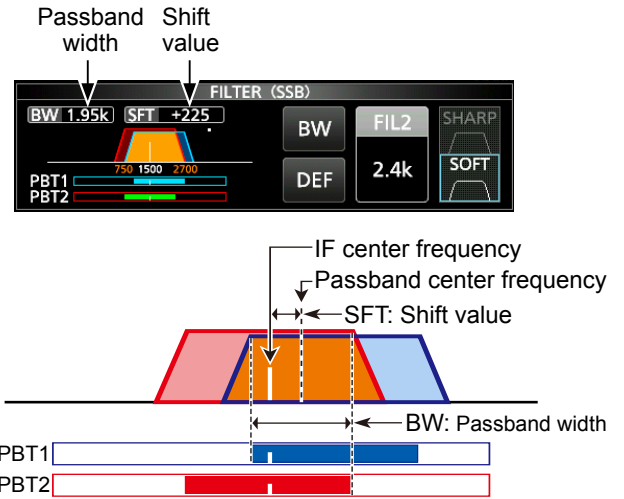 Passband width
Shift value
FILTER (SSB)
BW 1.95k SFT +225
BW
FIL2
2.4k
SHARP
SOFT
DEF
750 1500 2700
PBT1
PBT2
IF center frequency
Passband center frequency
SFT: Shift value
BW: Passband width
PBT1
PBT2